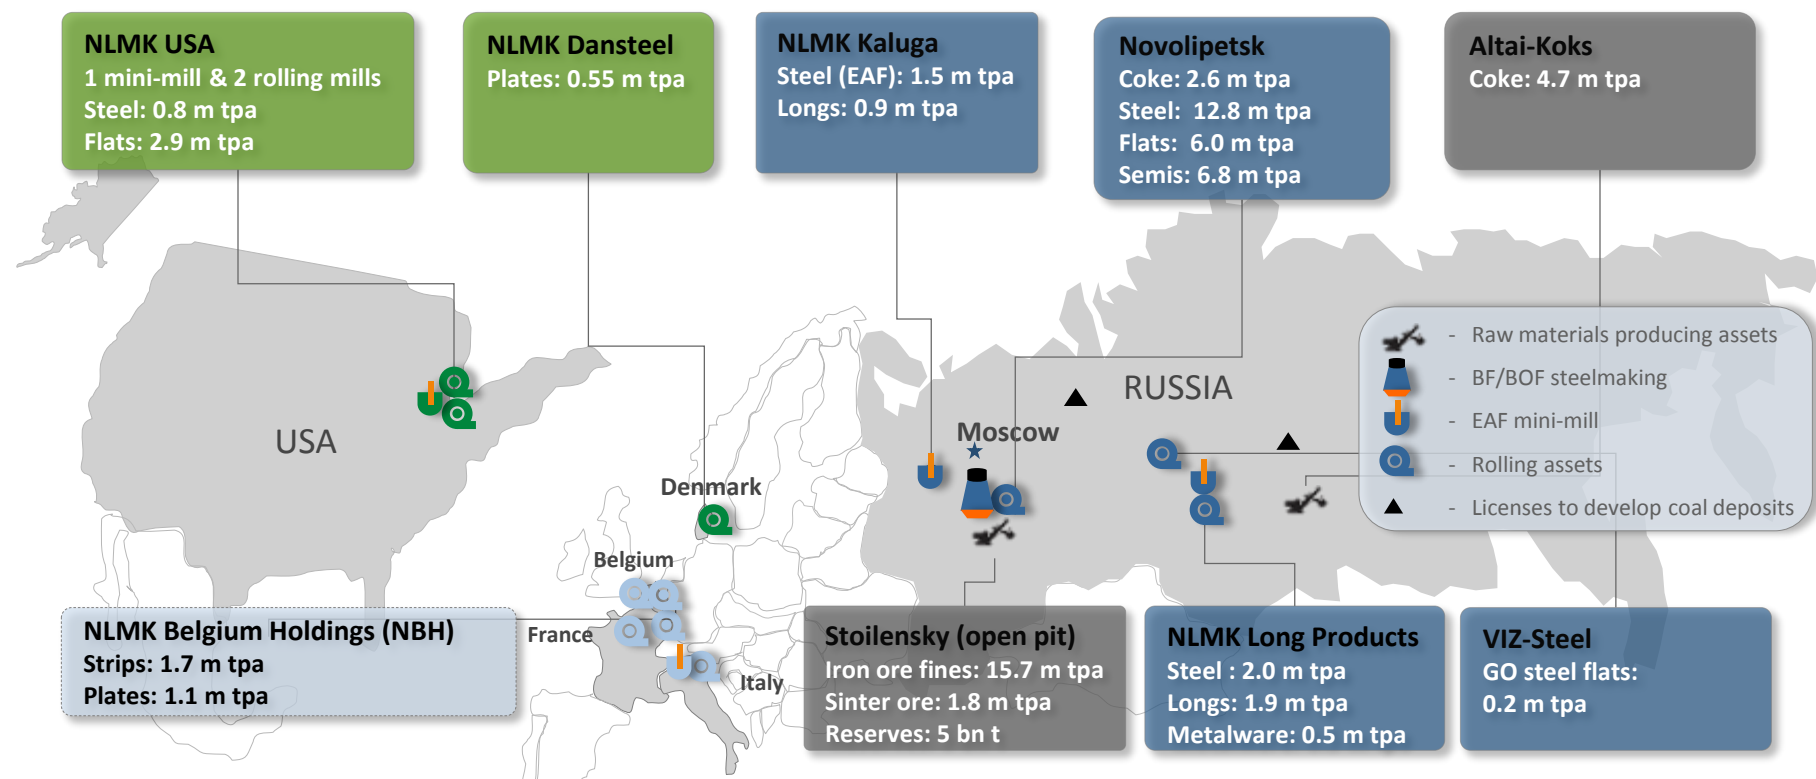 NLMK USA
1 mini-mill & 2 rolling mills
Steel: 0.8 m tpa
Flats: 2.9 m tpa
NLMK Dansteel
Plates: 0.55 m tpa
NLMK Kaluga
Steel (EAF): 1.5 m tpa
Longs: 0.9 m tpa
Novolipetsk
Coke: 2.6 m tpa
Steel: 12.8 m tpa
Flats: 6.0 m tpa
Semis: 6.8 m tpa
Altai-Koks
Coke: 4.7 m tpa
- Raw materials producing assets
- BF/BOF steelmaking
- EAF mini-mill
- Rolling assets
- Licenses to develop coal deposits
RUSSIA
Moscow
USA
Denmark
Belgium
France
Italy
NLMK Belgium Holdings (NBH)
Strips: 1.7 m tpa
Plates: 1.1 m tpa
Stoilensky (open pit)
Iron ore fines: 15.7 m tpa
Sinter ore: 1.8 m tpa
Reserves: 5 bn t
NLMK Long Products
Steel : 2.0 m tpa
Longs: 1.9 m tpa
Metalware: 0.5 m tpa
VIZ-Steel
GO steel flats:
0.2 m tpa